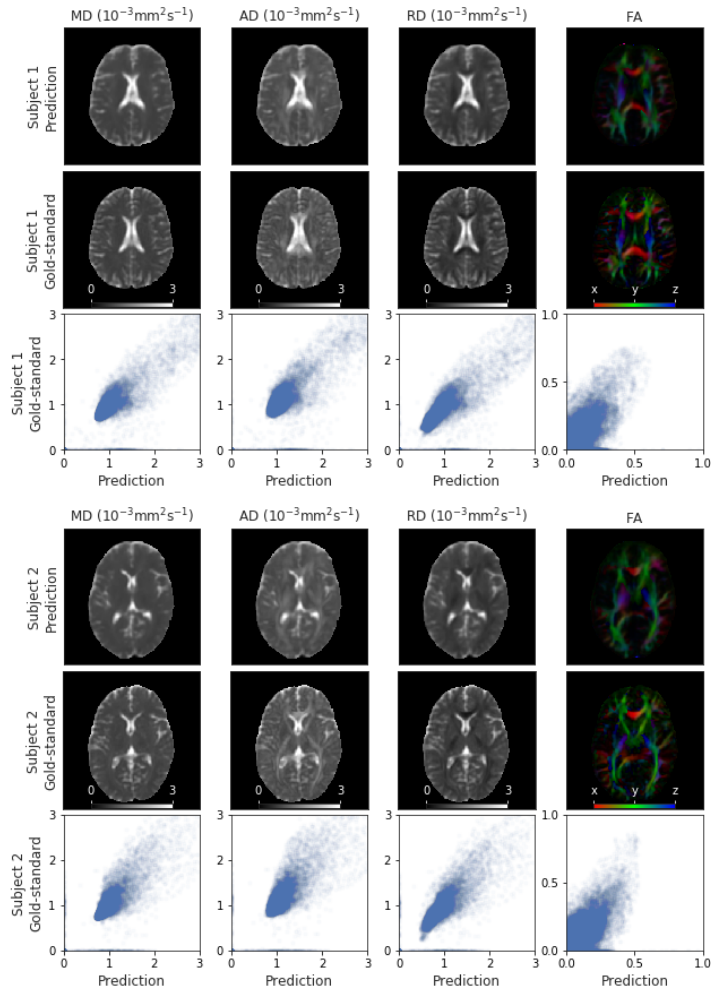 MD (10⁻³mm²s⁻¹) AD (10⁻³mm²s⁻¹) RD (10⁻³mm²s⁻¹) FA
Subject 1
Prediction
Subject 1
Gold-standard
0 3 0 3 0 3 x y z
Subject 1
Gold-standard
3 3 3 1.0
2 2 2
0.5
1 1 1
0 0 0 0.0
0 1 2 3 0 1 2 3 0 1 2 3 0.0 0.5 1.0
Prediction Prediction Prediction Prediction
MD (10⁻³mm²s⁻¹) AD (10⁻³mm²s⁻¹) RD (10⁻³mm²s⁻¹) FA
Subject 2
Prediction
Subject 2
Gold-standard
0 3 0 3 0 3 x y z
Subject 2
Gold-standard
3 3 3 1.0
2 2 2
0.5
1 1 1
0 0 0 0.0
0 1 2 3 0 1 2 3 0 1 2 3 0.0 0.5 1.0
Prediction Prediction Prediction Prediction